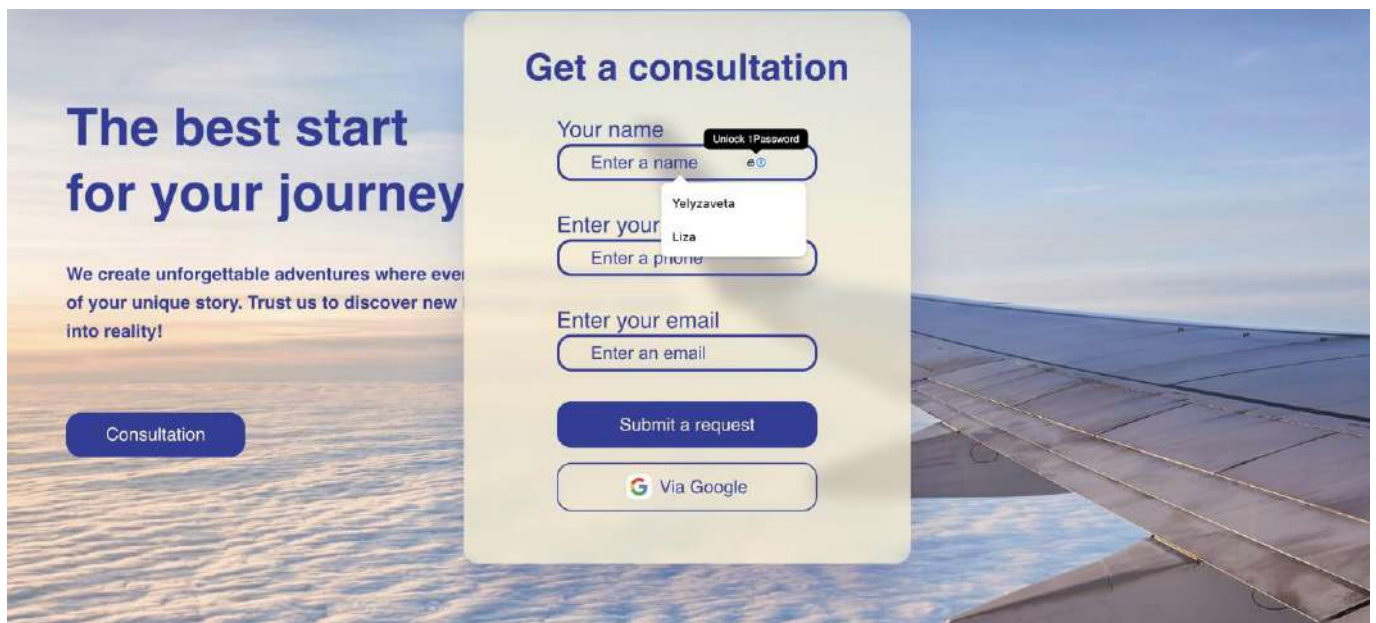 The best start
for your journey
We create unforgettable adventures where ever
of your unique story. Trust us to discover new
into reality!
Consultation
Get a consultation
Your name
Unlock 1Password
Enter a name
Yelyzaveta
Liza
Enter your
Enter a phone
Enter your email
Enter an email
Submit a request
G Via Google